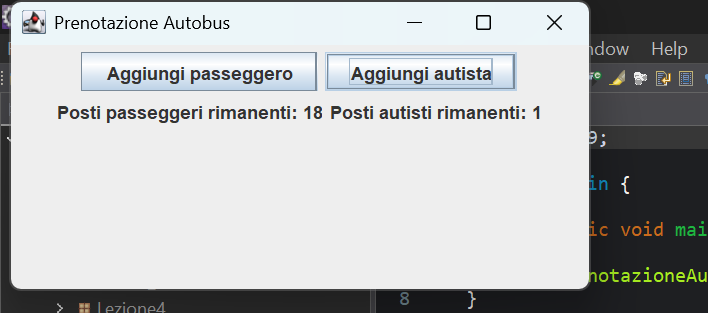 Prenotazione Autobus
ndow Help
Aggiungi passeggero Aggiungi autista
Posti passeggeri rimanenti: 18 Posti autisti rimanenti: 1
9;
in {
ic void mai
notazioneAu
8 }
Lezione4